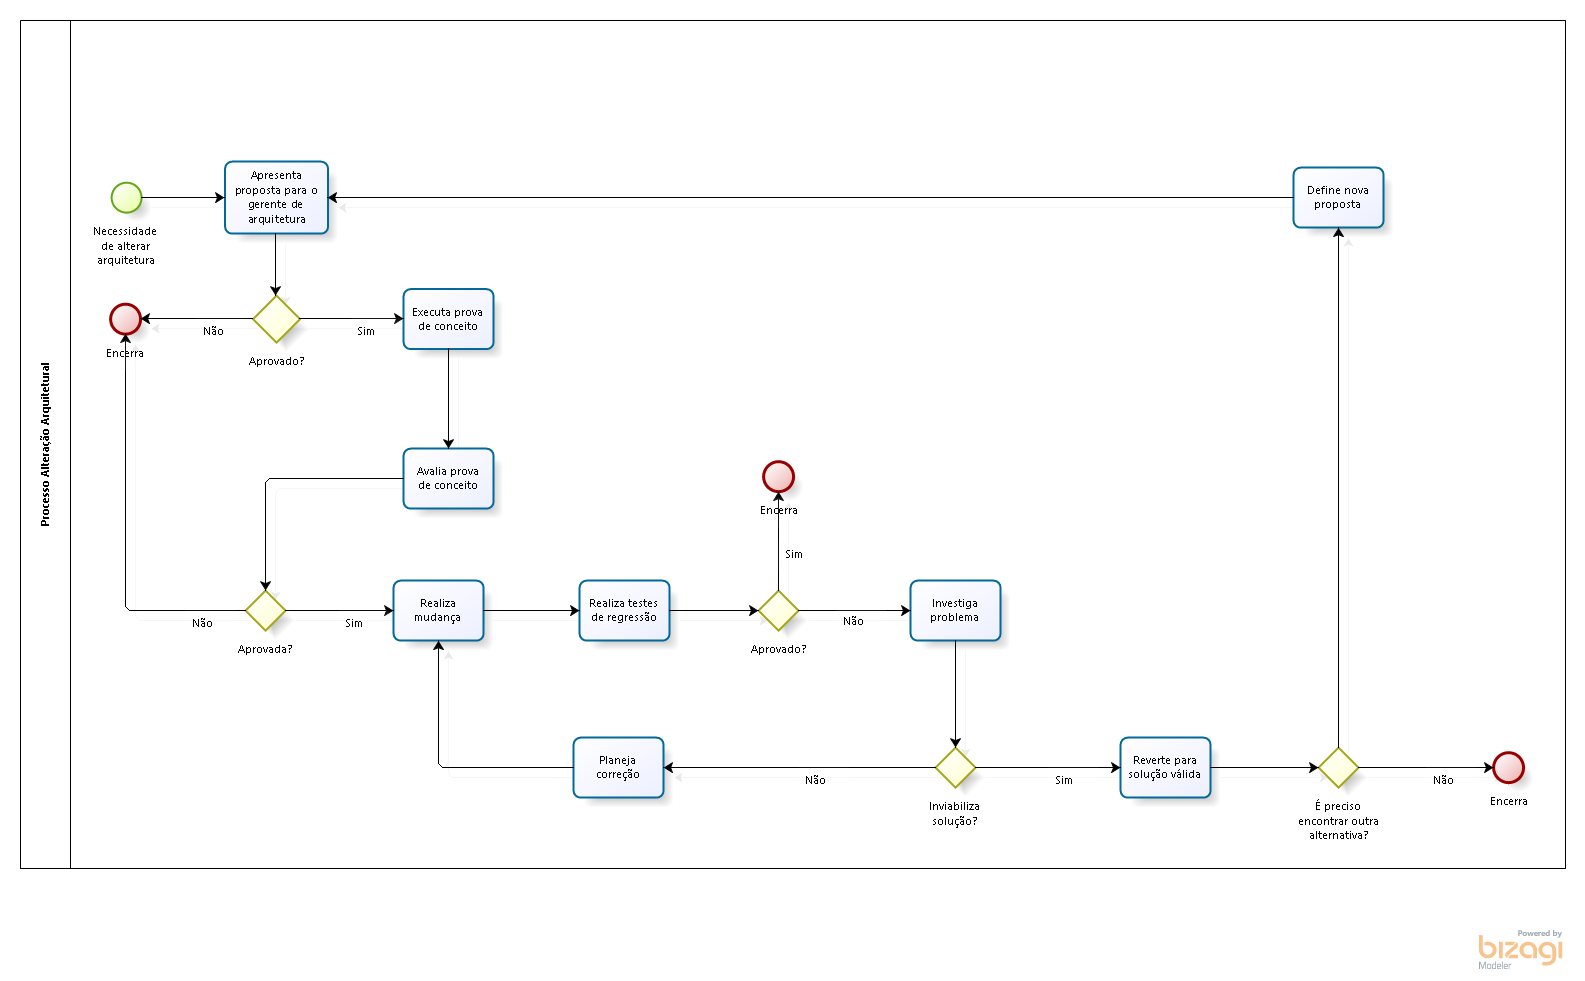 Processo Alteração Arquitetural
Apresenta
proposta para o
gerente de
arquitetura
Define nova
proposta
Necessidade
de alterar
arquitetura
Executa prova
de conceito
Não
Sim
Encerra
Aprovado?
Avalia prova
de conceito
Encerra
Sim
Realiza
mudança
Realiza testes
de regressão
Investiga
problema
Não
Sim
Não
Aprovada?
Aprovado?
Planeja
correção
Reverte para
solução válida
Não
Sim
Não
Inviabiliza
solução?
É preciso
encontrar outra
alternativa?
Encerra
Powered by
bizagi
Modeler